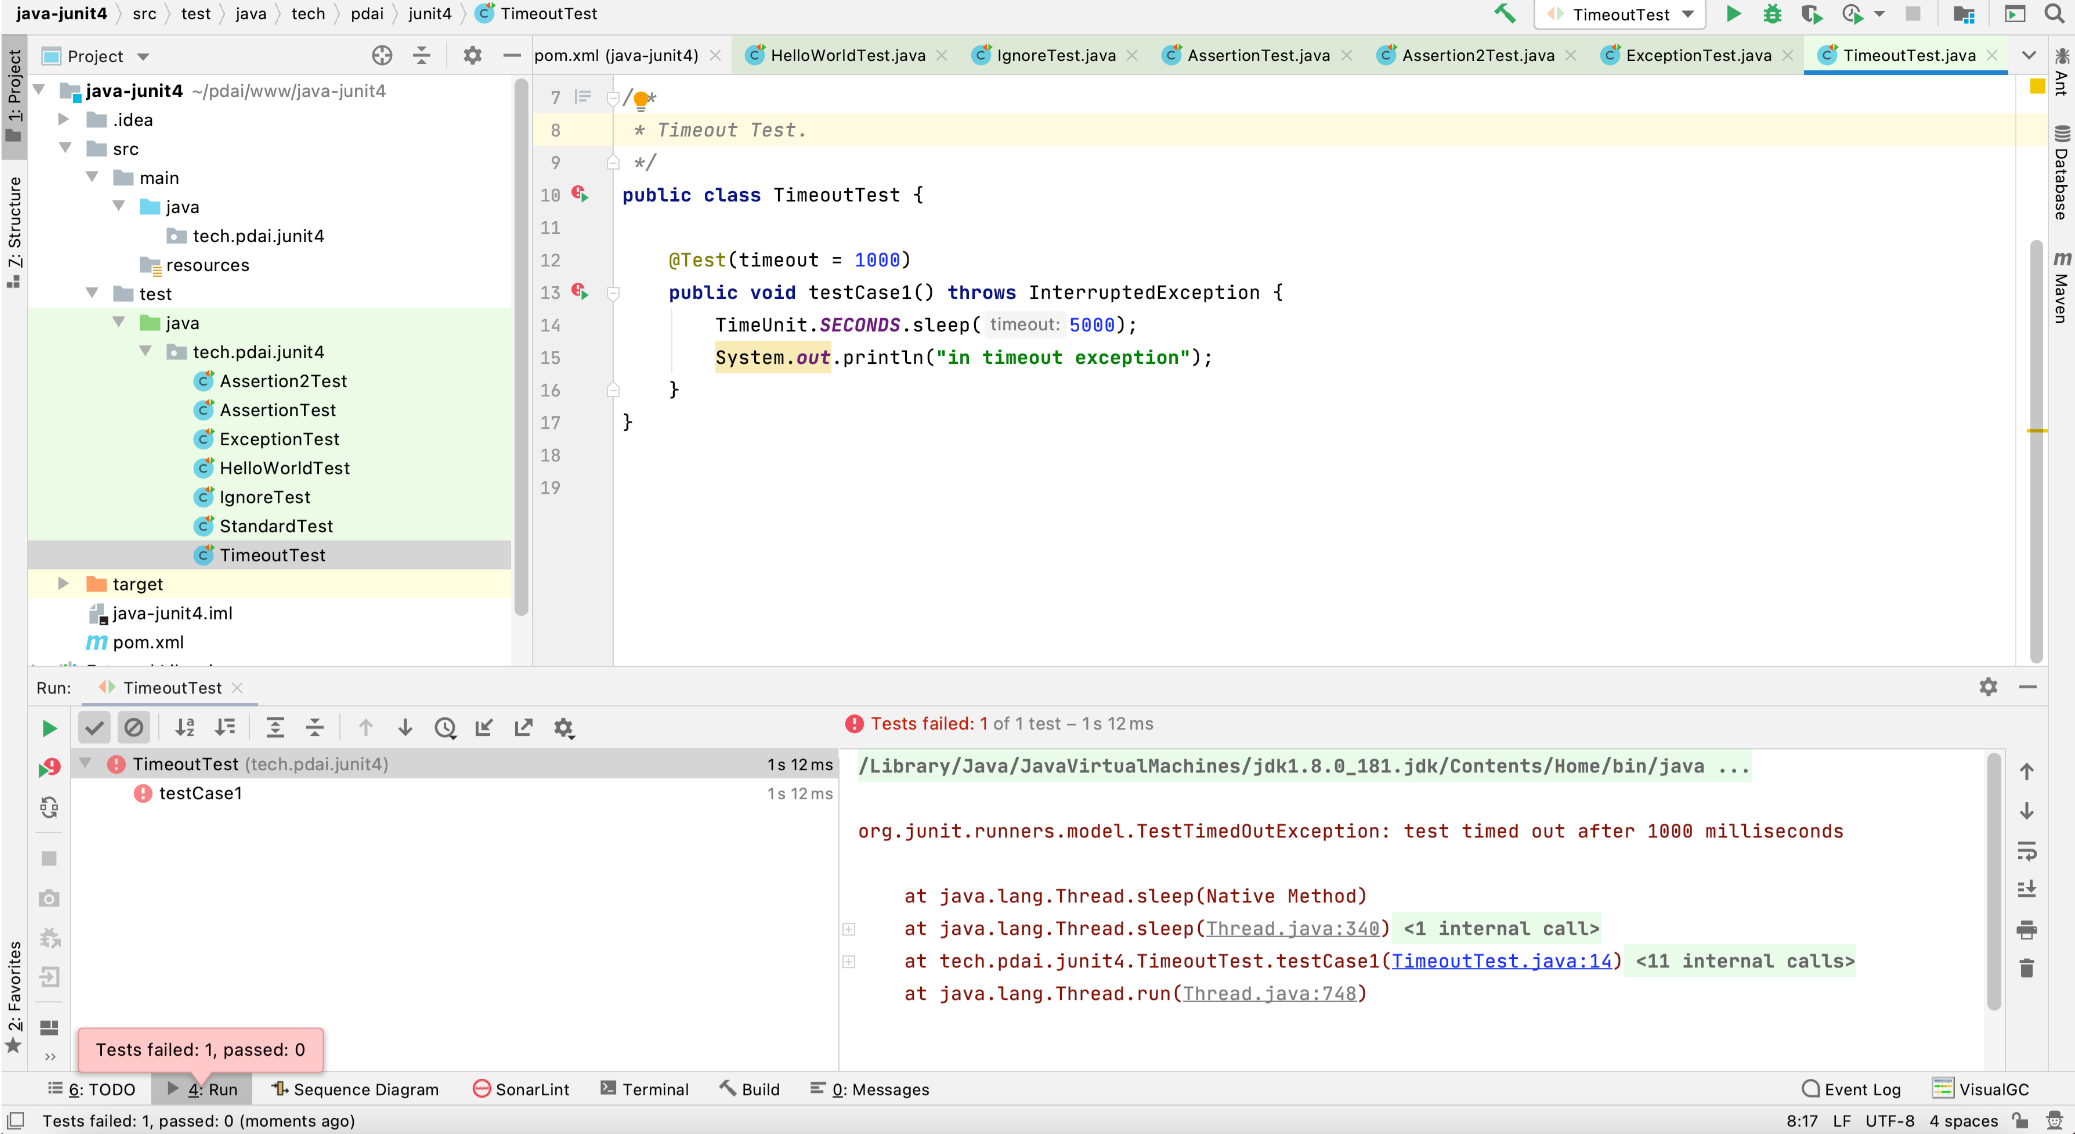 java-junit4 src test java tech pdai junit4 TimeoutTest
TimeoutTest
Project
pom.xml (java-junit4) HelloWorldTest.java IgnoreTest.java AssertionTest.java Assertion2Test.java ExceptionTest.java TimeoutTest.java
1: Project
7: Structure
2: Favorites
java-junit4 ~/pdai/www/java-junit4
.idea
src
main
java
tech.pdai.junit4
resources
test
java
tech.pdai.junit4
Assertion2Test
AssertionTest
ExceptionTest
HelloWorldTest
IgnoreTest
StandardTest
TimeoutTest
target
java-junit4.iml
pom.xml
7 /**
8 * Timeout Test.
9 */
10 public class TimeoutTest {
11
12 @Test(timeout = 1000)
13 public void testCase1() throws InterruptedException {
14 TimeUnit.SECONDS.sleep( timeout: 5000);
15 System.out.println("in timeout exception");
16 }
17 }
18
19
Ant
Database
Maven
Run: TimeoutTest
Tests failed: 1 of 1 test – 1 s 12 ms
TimeoutTest (tech.pdai.junit4) 1 s 12 ms
testCase1 1 s 12 ms
/Library/Java/JavaVirtualMachines/jdk1.8.0_181.jdk/Contents/Home/bin/java ...
org.junit.runners.model.TestTimedOutException: test timed out after 1000 milliseconds
at java.lang.Thread.sleep(Native Method)
at java.lang.Thread.sleep(Thread.java:340) <1 internal call>
at tech.pdai.junit4.TimeoutTest.testCase1(TimeoutTest.java:14) <11 internal calls>
at java.lang.Thread.run(Thread.java:748)
Tests failed: 1, passed: 0
6: TODO 4: Run Sequence Diagram SonarLint Terminal Build 0: Messages Event Log VisualGC
Tests failed: 1, passed: 0 (moments ago) 8:17 LF UTF-8 4 spaces